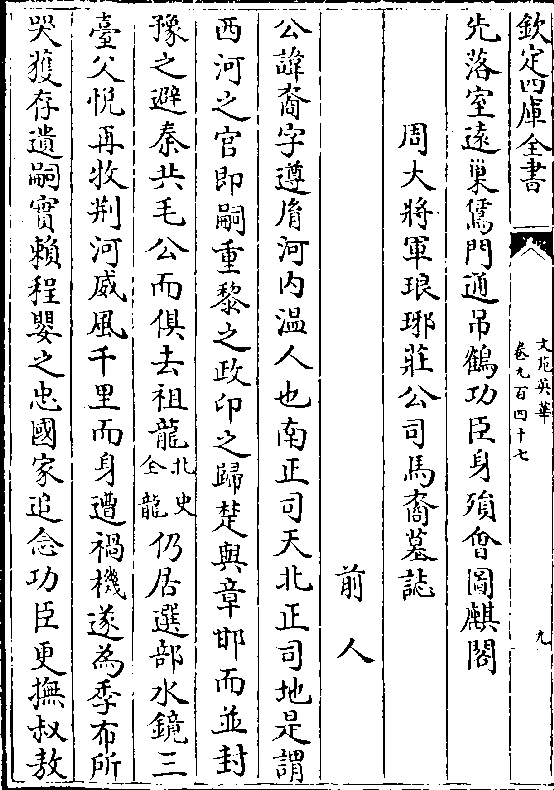 欽定四庫全書
文苑英華
卷九百四十七
九
先落室遠巢儒門通吊鶴功臣身殞會圖麒閣
周大將軍琅琊莊公司馬裔墓誌
前人
公諱裔字遵㣧河内温人也南正司天北正司地是謂
西河之官即嗣重黎之政印之歸楚與章邯而並封
豫之避秦共毛公而俱去祖龍北史仝龍仍居選部水鏡三
臺父悦再牧荆河威風千里而身遭禍機遂為季布所
哭獲存遺嗣實賴程嬰之忠國家追念功臣更撫叔敖